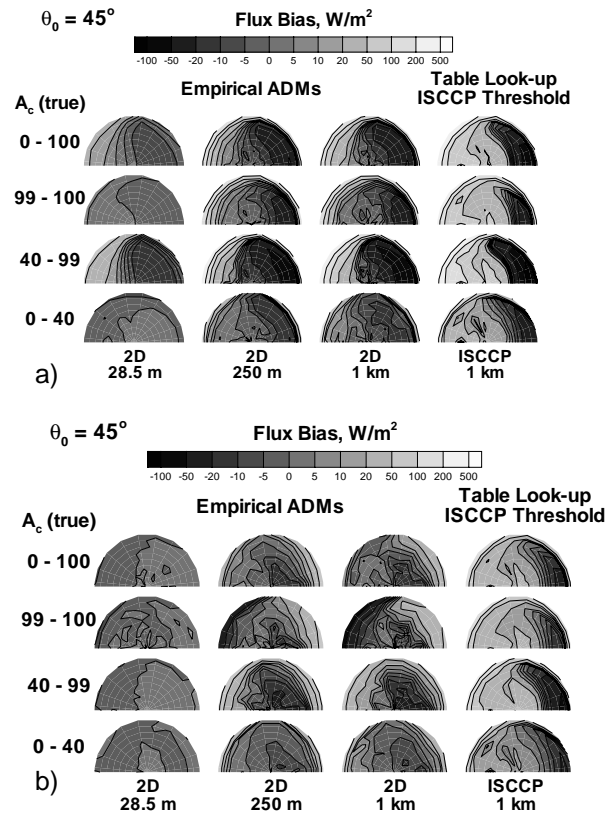 θ₀ = 45°
Flux Bias, W/m²
-100 -50 -20 -10 -5 0 5 10 20 50 100 200 500
A_c (true)
Empirical ADMs
Table Look-up
ISCCP Threshold
0 - 100
99 - 100
40 - 99
0 - 40
2D 2D 2D ISCCP
28.5 m 250 m 1 km 1 km
a)
θ₀ = 45°
Flux Bias, W/m²
-100 -50 -20 -10 -5 0 5 10 20 50 100 200 500
A_c (true)
Empirical ADMs
Table Look-up
ISCCP Threshold
0 - 100
99 - 100
40 - 99
0 - 40
2D 2D 2D ISCCP
28.5 m 250 m 1 km 1 km
b)